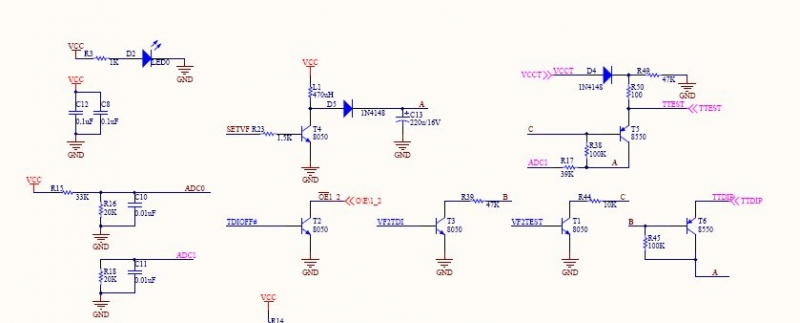 VCC
R3
1K
D2
LED0
GND
VCC
C12
0.1uF
C8
0.1uF
GND
VCC
L1
470uH
D5
1N4148
A
C13
220u/16V
GND
SETVF
R23
1.5K
T4
8050
GND
VCCT
VCCT
D4
1N4148
R49
47K
GND
R50
100
TTEST
TTEST
C
T5
8550
R38
100K
ADC1
R17
39K
A
VCC
R15
33K
ADC0
R16
20K
C10
0.01uF
GND
OE1_2
O\E\1_2
TDIOFF#
T2
8050
GND
R39
47K
B
VF2TDI
T3
8050
GND
R44
10K
C
VF2TEST
T1
8050
GND
TTDIP
TTDIP
B
T6
8550
R45
100K
A
ADC1
R18
20K
C11
0.01uF
GND
VCC
R14